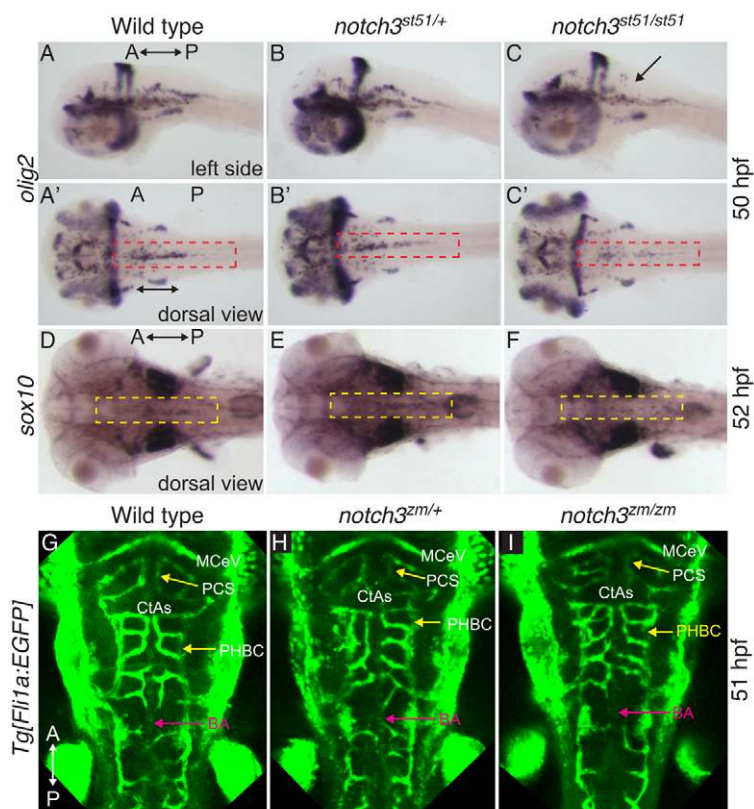 Wild type notch3st51/+ notch3st51/st51
A A P B C
olig2
left side
50 hpf
A' A P B' C'
dorsal view
D A P E F
sox10
dorsal view
52 hpf
Wild type notch3zm/+ notch3zm/zm
G MCeV H MCeV I MCeV
PCS PCS PCS
CtAs CtAs CtAs
PHBC PHBC PHBC
Tg[Fli1a:EGFP]
51 hpf
BA BA BA
A
P